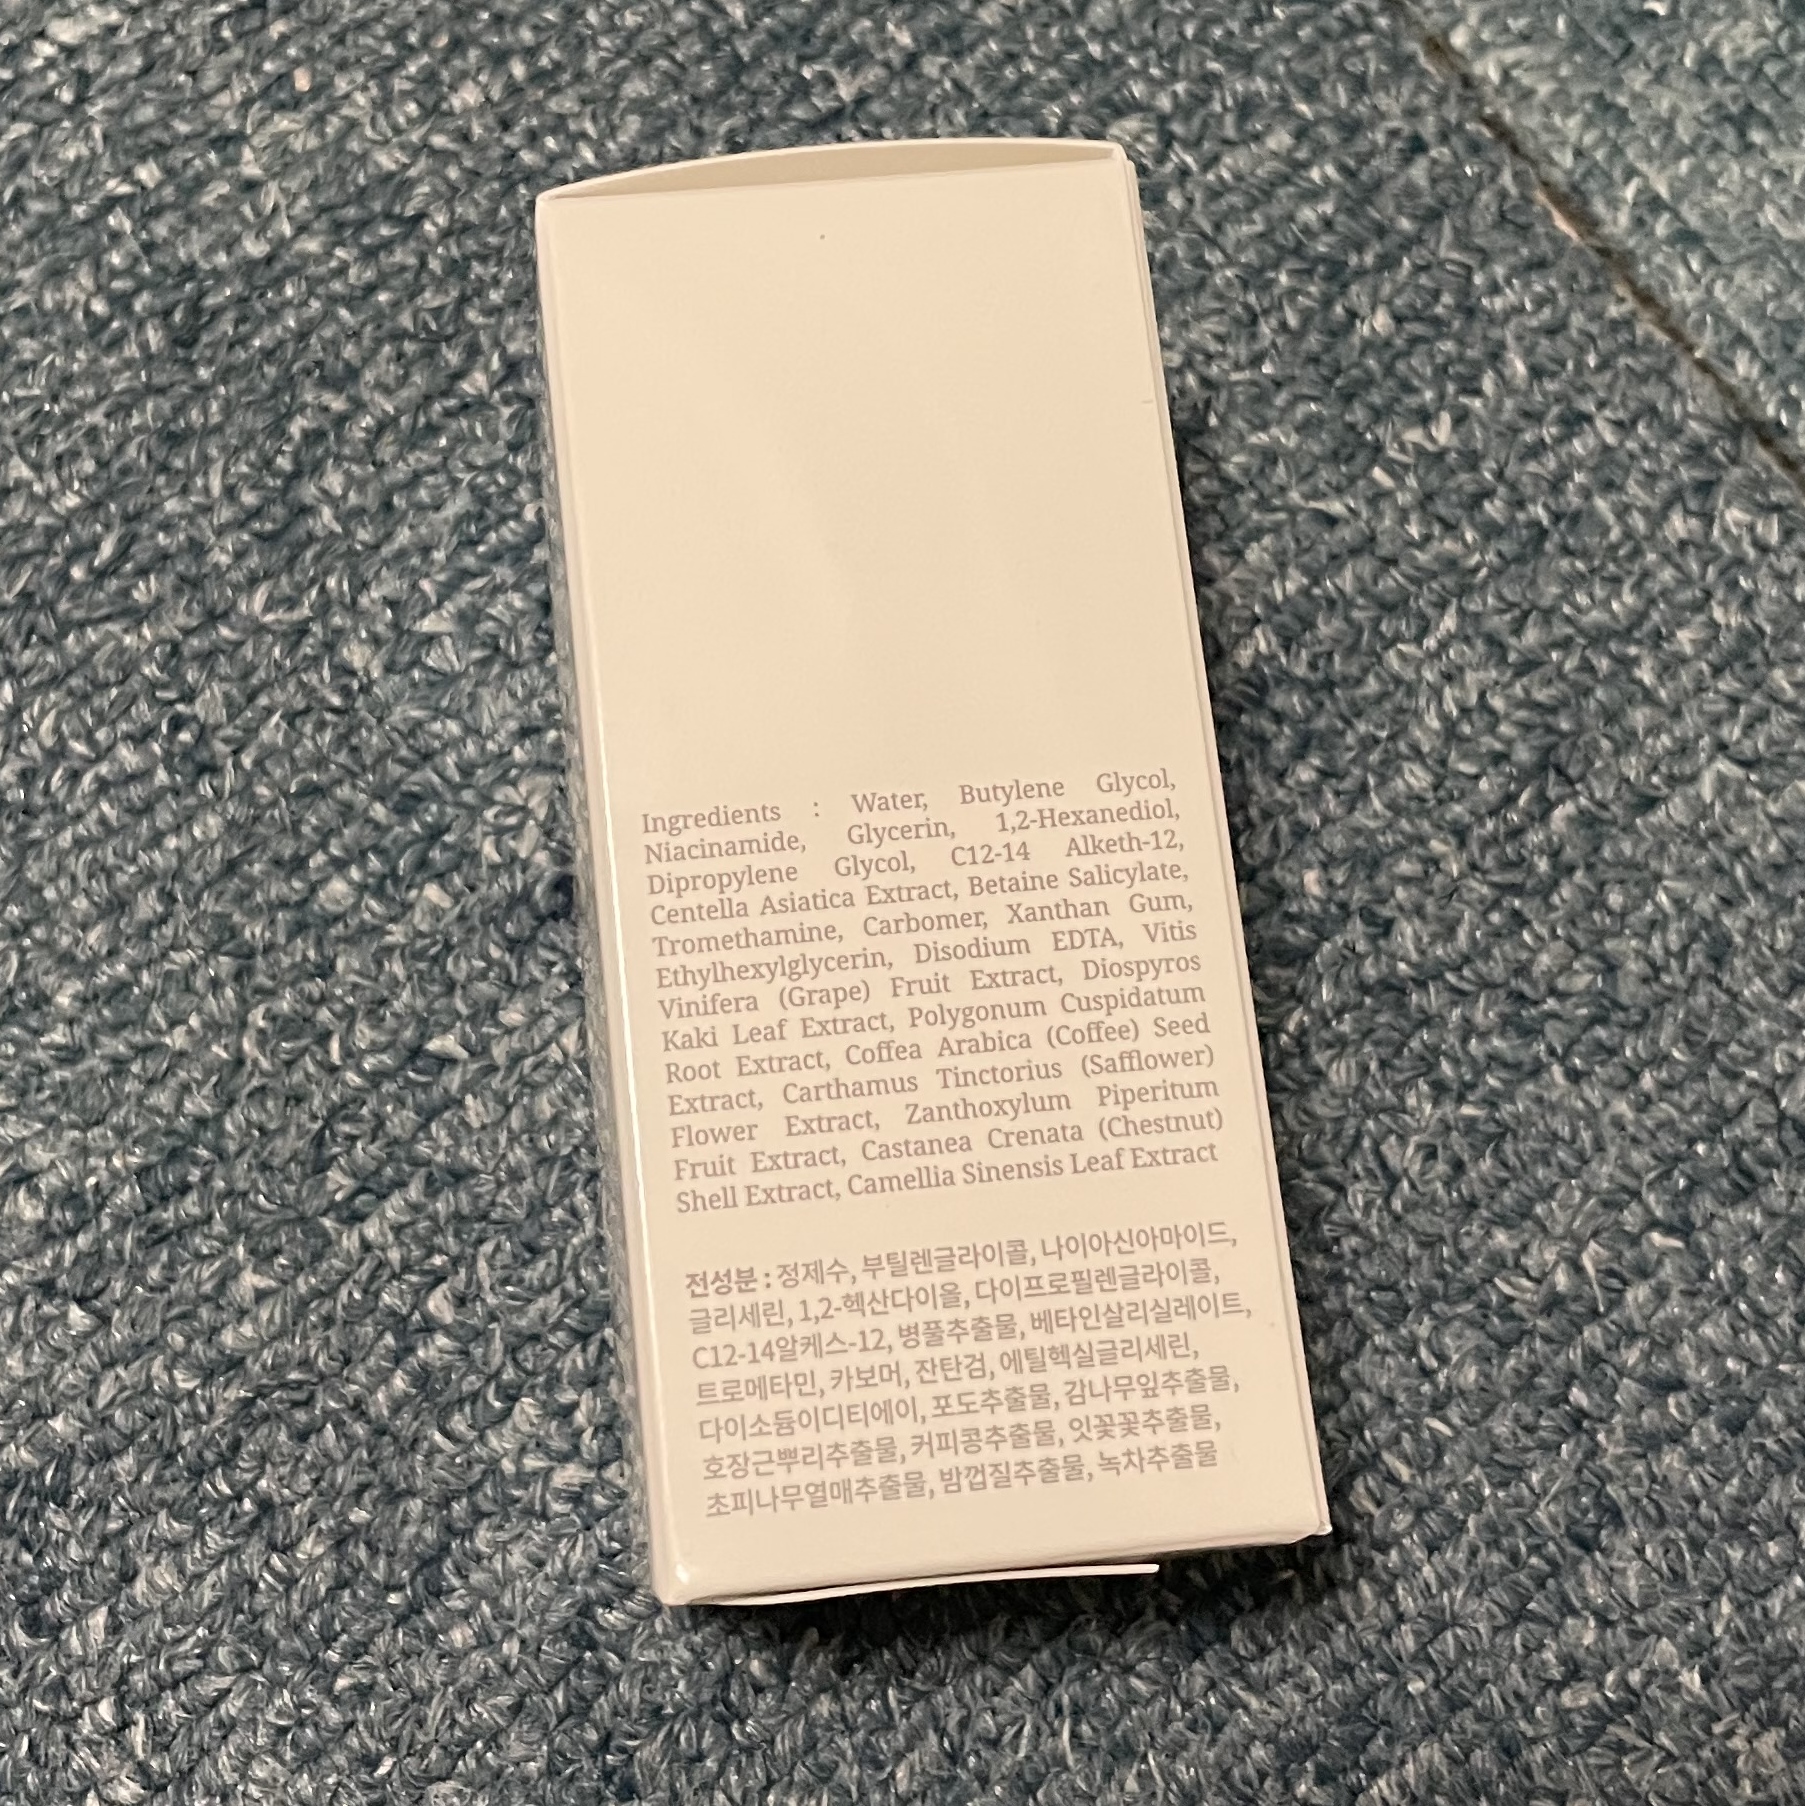 Ingredients : Water, Butylene Glycol,
Niacinamide, Glycerin, 1,2-Hexanediol,
Dipropylene Glycol, C12-14 Alketh-12,
Centella Asiatica Extract, Betaine Salicylate,
Tromethamine, Carbomer, Xanthan Gum,
Ethylhexylglycerin, Disodium EDTA, Vitis
Vinifera (Grape) Fruit Extract, Diospyros
Kaki Leaf Extract, Polygonum Cuspidatum
Root Extract, Coffea Arabica (Coffee) Seed
Extract, Carthamus Tinctorius (Safflower)
Flower Extract, Zanthoxylum Piperitum
Fruit Extract, Castanea Crenata (Chestnut)
Shell Extract, Camellia Sinensis Leaf Extract
전성분 : 정제수, 부틸렌글라이콜, 나이아신아마이드,
글리세린, 1,2-헥산다이올, 다이프로필렌글라이콜,
C12-14알케스-12, 병풀추출물, 베타인살리실레이트,
트로메타민, 카보머, 잔탄검, 에틸헥실글리세린,
다이소듐이디티에이, 포도추출물, 감나무잎추출물,
호장근뿌리추출물, 커피콩추출물, 잇꽃꽃추출물,
초피나무열매추출물, 밤껍질추출물, 녹차추출물